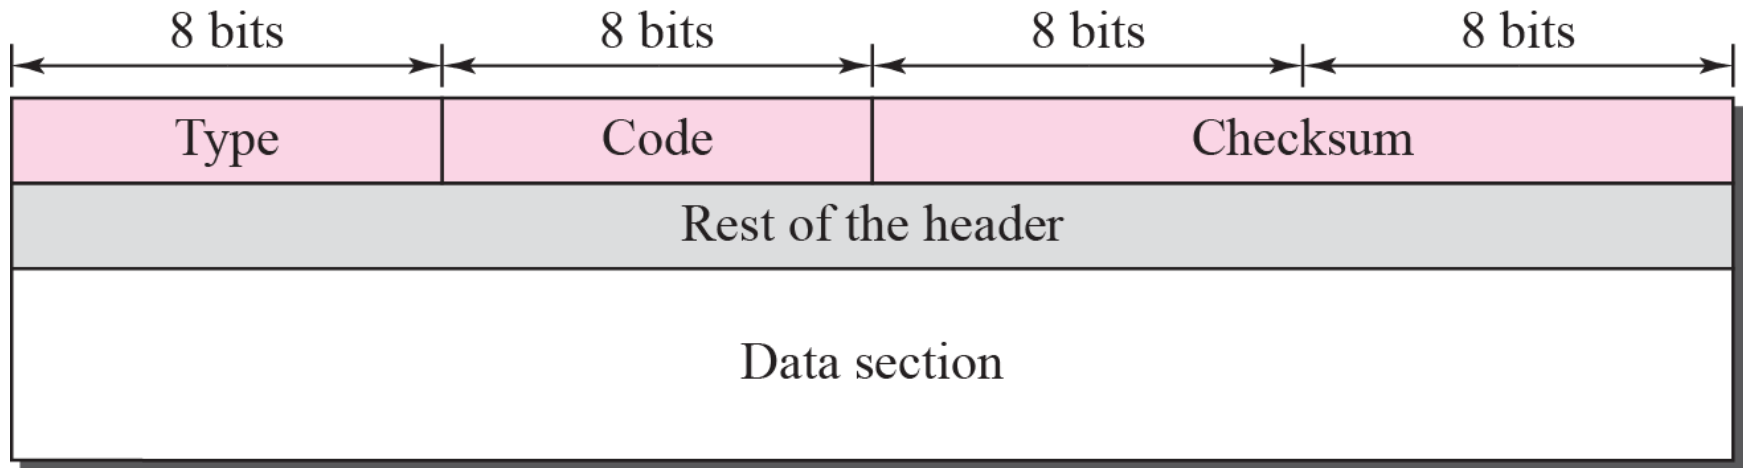 8 bits 8 bits 8 bits 8 bits
Type Code Checksum
Rest of the header
Data section